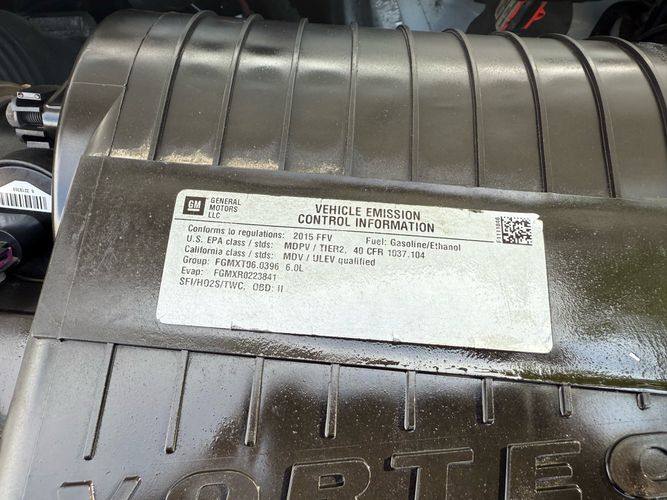 GM GENERAL MOTORS LLC
VEHICLE EMISSION
CONTROL INFORMATION
Conforms to regulations: 2015 FFV Fuel: Gasoline/Ethanol
U.S. EPA class / stds: MDPV / TIER2, 40 CFR 1037.104
California class / stds: MDV / ULEV qualified
Group: FGMXT06.0396 6.0L
Evap: FGMXR0223841
SFI/HO2S/TWC, OBD: II
VORTEC